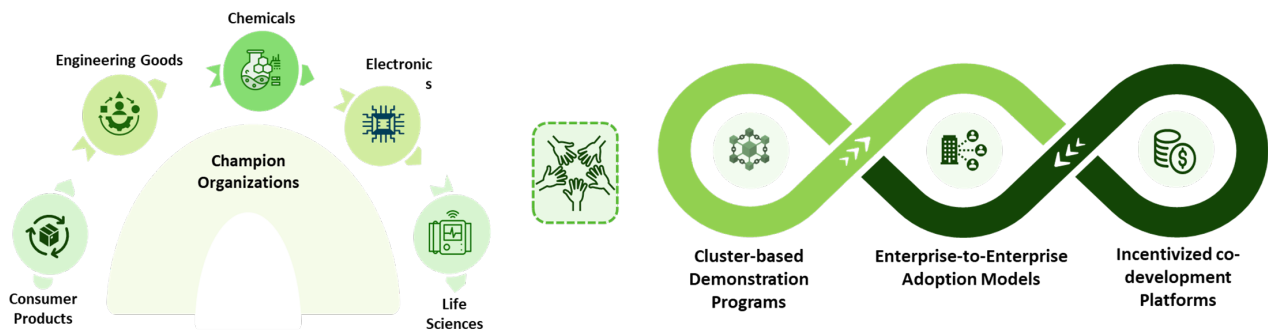 Chemicals
Engineering Goods
Electronic
s
Champion
Organizations
Consumer
Products
Life
Sciences
Cluster-based
Demonstration
Programs
Enterprise-to-Enterprise
Adoption Models
Incentivized co-
development
Platforms